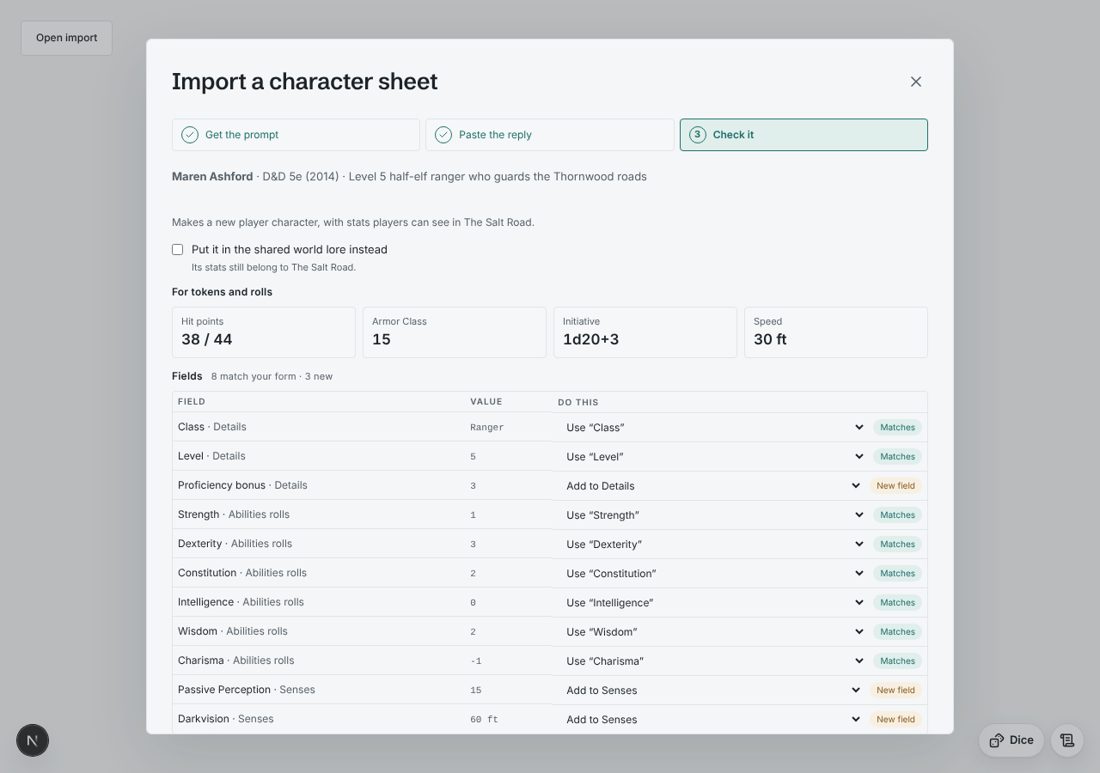 Open import
Import a character sheet
Get the prompt
Paste the reply
3 Check it
Maren Ashford · D&D 5e (2014) · Level 5 half-elf ranger who guards the Thornwood roads
Makes a new player character, with stats players can see in The Salt Road.
Put it in the shared world lore instead
Its stats still belong to The Salt Road.
For tokens and rolls
Hit points
38 / 44
Armor Class
15
Initiative
1d20+3
Speed
30 ft
Fields 8 match your form · 3 new
FIELD VALUE DO THIS
Class · Details Ranger Use “Class” Matches
Level · Details 5 Use “Level” Matches
Proficiency bonus · Details 3 Add to Details New field
Strength · Abilities rolls 1 Use “Strength” Matches
Dexterity · Abilities rolls 3 Use “Dexterity” Matches
Constitution · Abilities rolls 2 Use “Constitution” Matches
Intelligence · Abilities rolls 0 Use “Intelligence” Matches
Wisdom · Abilities rolls 2 Use “Wisdom” Matches
Charisma · Abilities rolls -1 Use “Charisma” Matches
Passive Perception · Senses 15 Add to Senses New field
Darkvision · Senses 60 ft Add to Senses New field
N
Dice